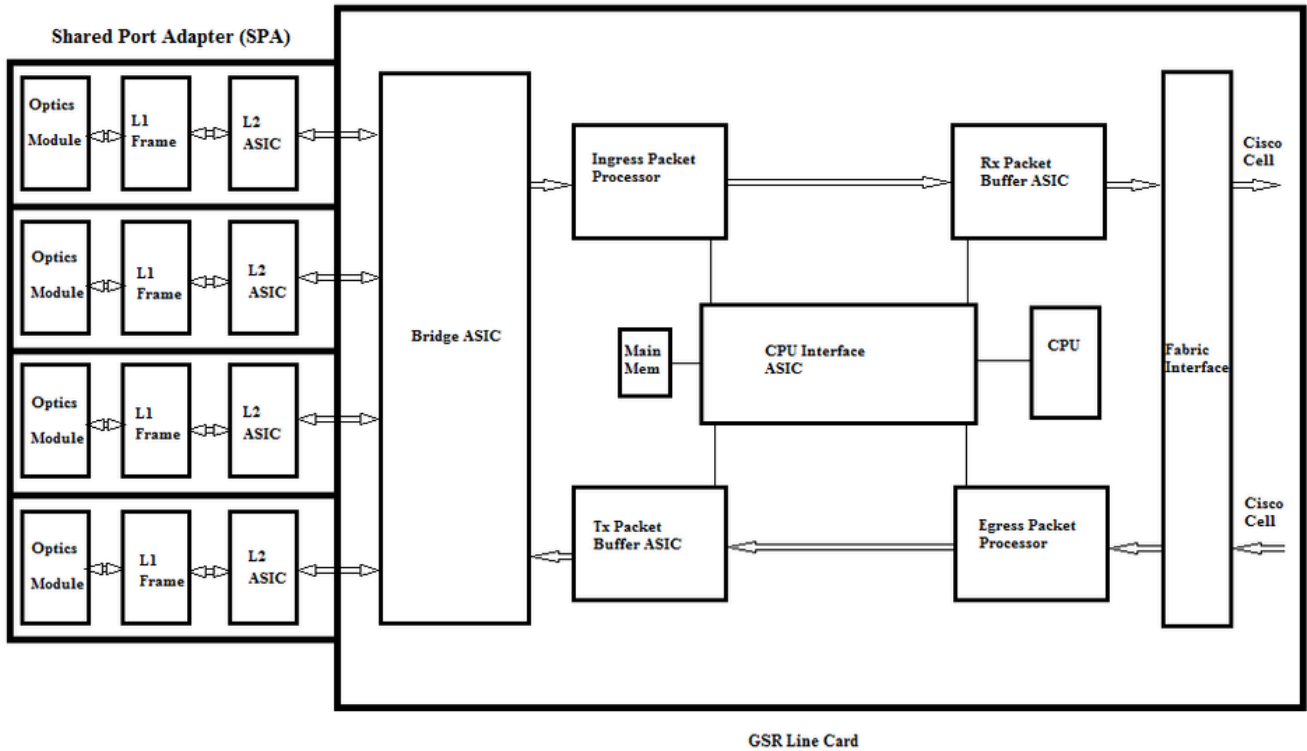 Shared Port Adapter (SPA)
Optics
Module
L1
Frame
L2
ASIC
Optics
Module
L1
Frame
L2
ASIC
Optics
Module
L1
Frame
L2
ASIC
Optics
Module
L1
Frame
L2
ASIC
Bridge ASIC
Ingress Packet
Processor
Rx Packet
Buffer ASIC
Main
Mem
CPU Interface
ASIC
CPU
Tx Packet
Buffer ASIC
Egress Packet
Processor
Fabric
Interface
Cisco
Cell
Cisco
Cell
GSR Line Card